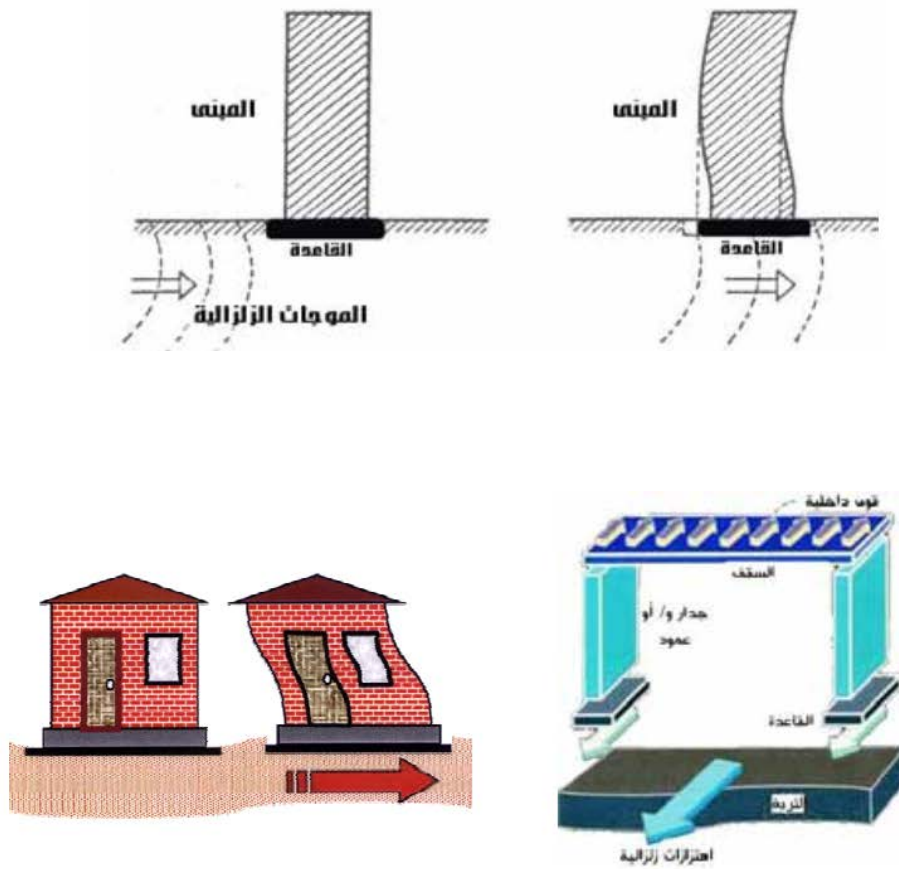 المبنى
المبنى
القاعدة
القاعدة
الموجات الزلزالية
قوى داخلية
السقف
جدار و/ أو
عمود
القاعدة
التربة
اهتزازات زلزالية